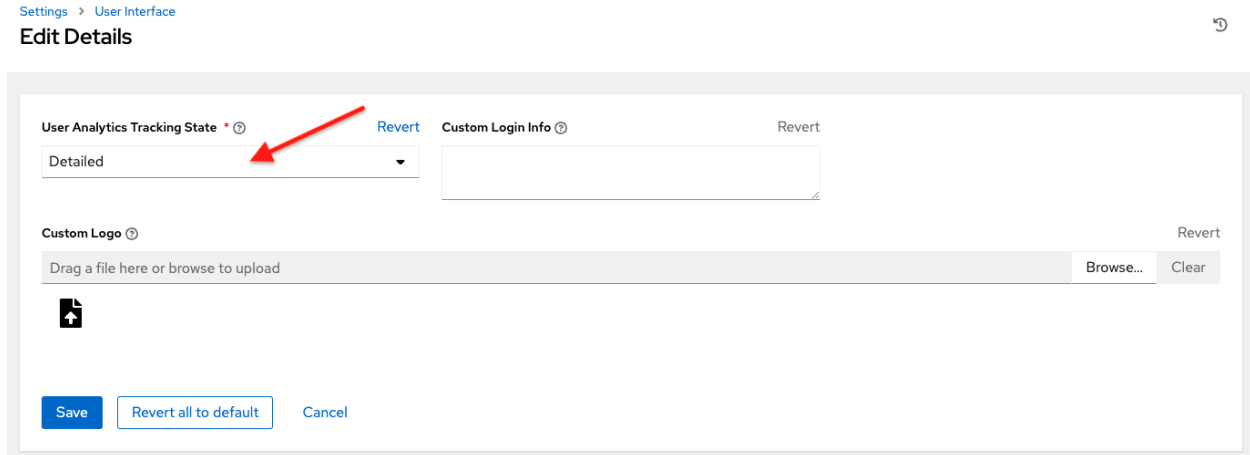 Settings > User Interface
Edit Details
User Analytics Tracking State * Revert
Custom Login Info Revert
Detailed
Custom Logo Revert
Drag a file here or browse to upload Browse... Clear
Save Revert all to default Cancel